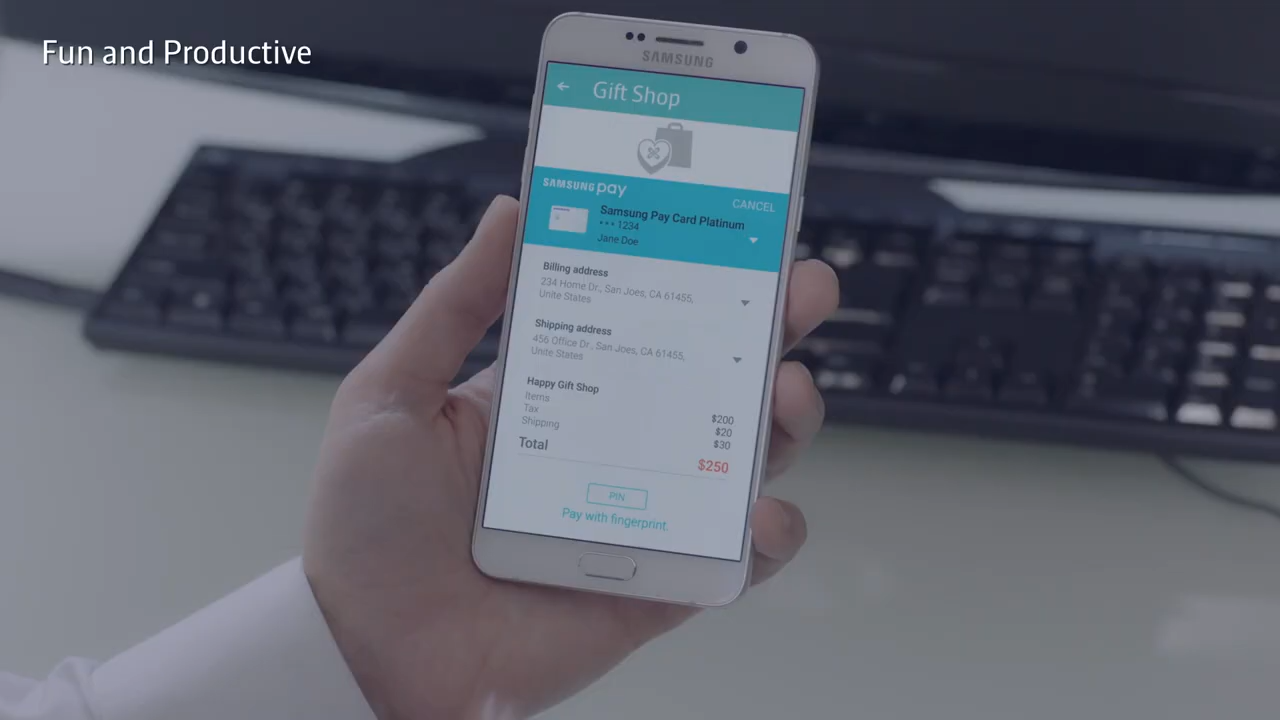 Fun and Productive
SAMSUNG
Gift Shop
SAMSUNG pay
CANCEL
Samsung Pay Card Platinum
••• 1234
Jane Doe
Billing address
234 Home Dr., San Joes, CA 61455,
Unite States
Shipping address
456 Office Dr., San Joes, CA 61455,
Unite States
Happy Gift Shop
Items $200
Tax $20
Shipping $30
Total $250
PIN
Pay with fingerprint.